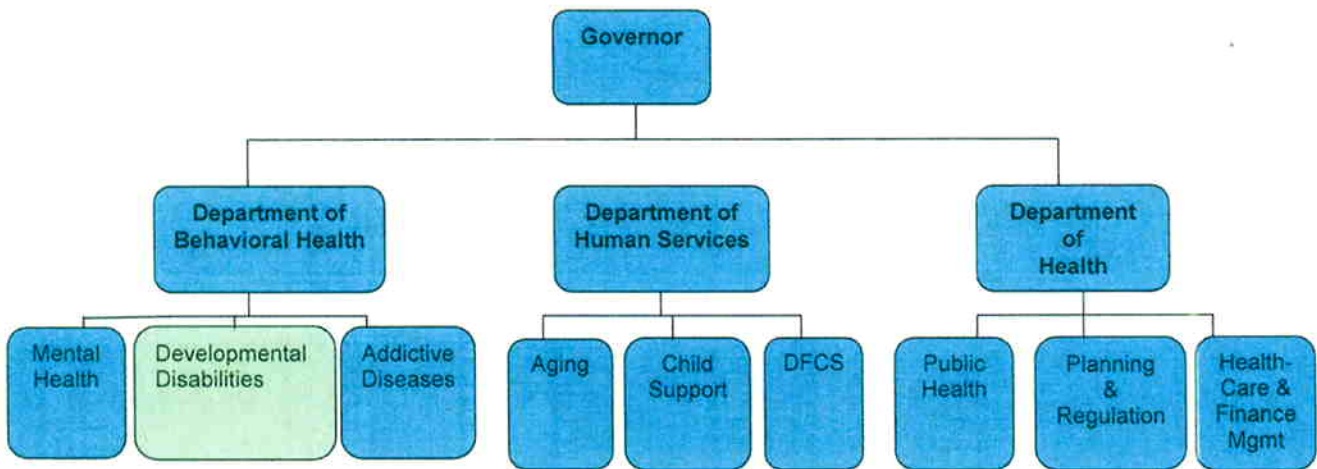 Governor
Department of
Behavioral Health
Department of
Human Services
Department
of
Health
Mental
Health
Developmental
Disabilities
Addictive
Diseases
Aging
Child
Support
DFCS
Public
Health
Planning
&
Regulation
Health-
Care &
Finance
Mgmt